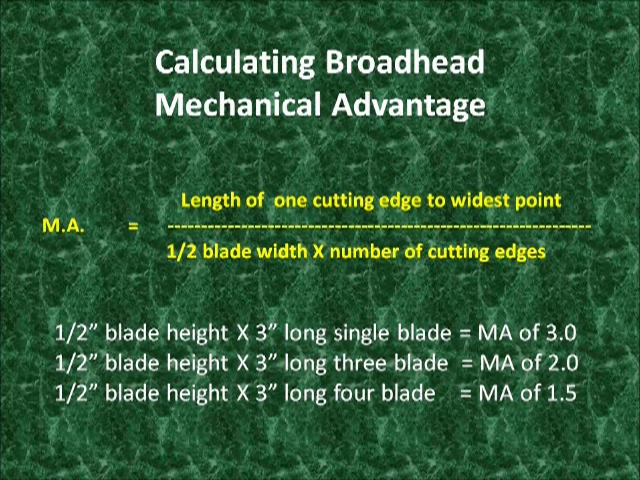 Calculating Broadhead
Mechanical Advantage
Length of one cutting edge to widest point
M.A. = ----------------------------------------------------------------
1/2 blade width X number of cutting edges
1/2” blade height X 3” long single blade = MA of 3.0
1/2” blade height X 3” long three blade = MA of 2.0
1/2” blade height X 3” long four blade = MA of 1.5